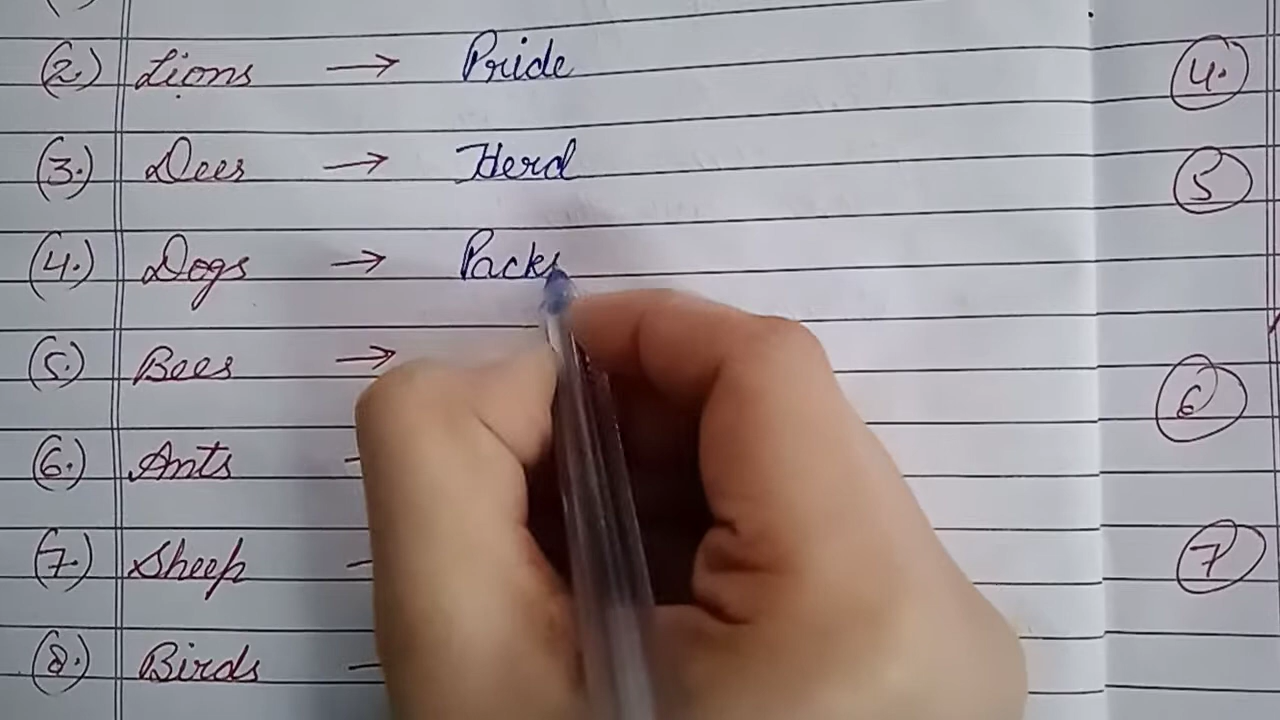 (2.) Lions → Pride
(3.) Deer → Herd
(4.) Dogs → Pack
(5.) Bees →
(6.) Ants
(7.) Sheep
(8.) Birds
4.
5
6
7